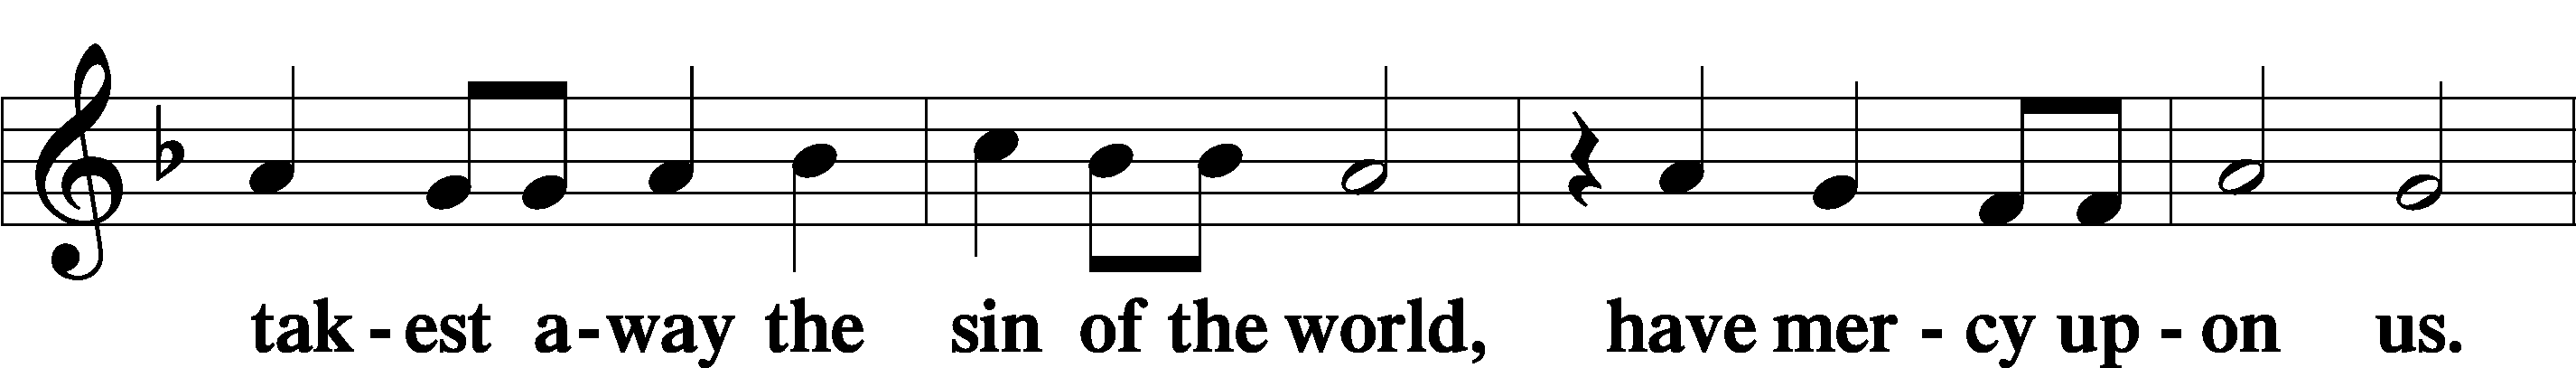 tak - est a-way the sin of the world, have mer - cy up - on us.